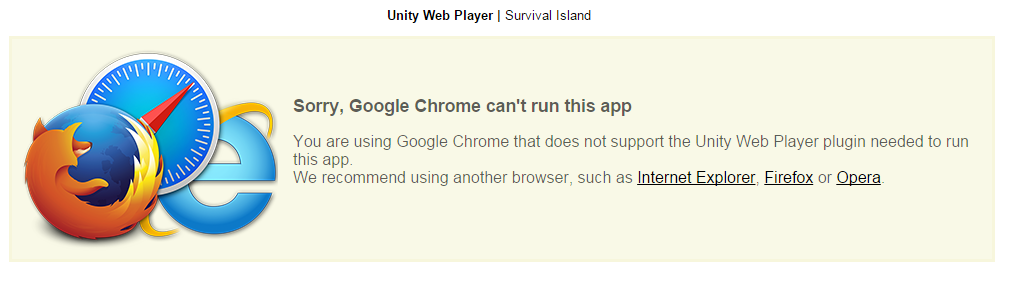 Unity Web Player | Survival Island
Sorry, Google Chrome can't run this app
You are using Google Chrome that does not support the Unity Web Player plugin needed to run
this app.
We recommend using another browser, such as Internet Explorer, Firefox or Opera.